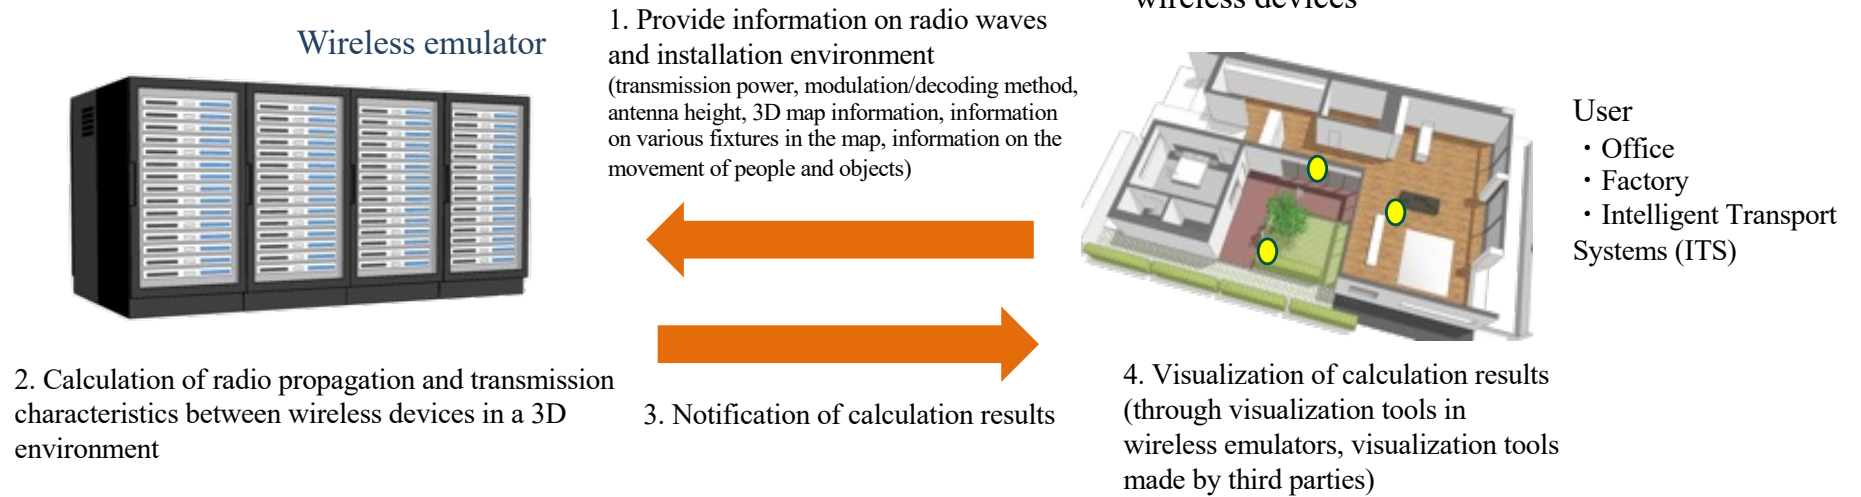 wireless devices
Wireless emulator
1. Provide information on radio waves
and installation environment
(transmission power, modulation/decoding method,
antenna height, 3D map information, information
on various fixtures in the map, information on the
movement of people and objects)
User
・Office
・Factory
・Intelligent Transport
Systems (ITS)
2. Calculation of radio propagation and transmission
characteristics between wireless devices in a 3D
environment
3. Notification of calculation results
4. Visualization of calculation results
(through visualization tools in
wireless emulators, visualization tools
made by third parties)